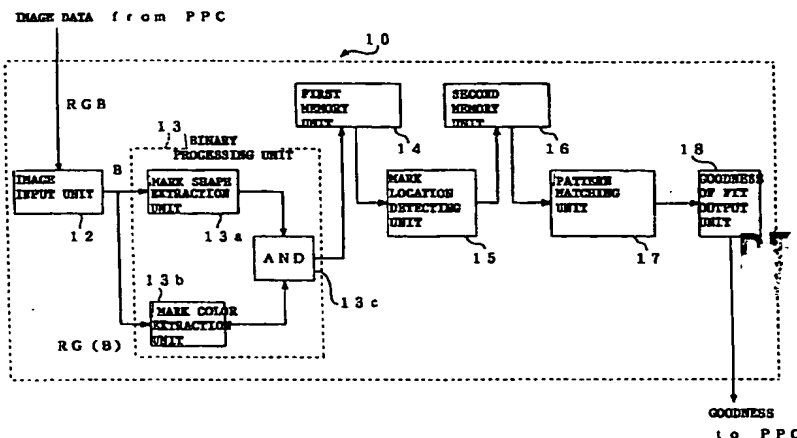 IMAGE DATA from PPC
10
RGB
FIRST
MEMORY
UNIT
14
SECOND
MEMORY
UNIT
16
13
BINARY
PROCESSING UNIT
B
IMAGE
INPUT UNIT
12
MARK SHAPE
EXTRACTION
UNIT
13a
MARK
LOCATION
DETECTING
UNIT
15
PATTERN
MATCHING
UNIT
17
18
GOODNESS
OF FIT
OUTPUT
UNIT
AND
13c
13b
MARK COLOR
EXTRACTION
UNIT
RG (B)
GOODNESS
to PPC